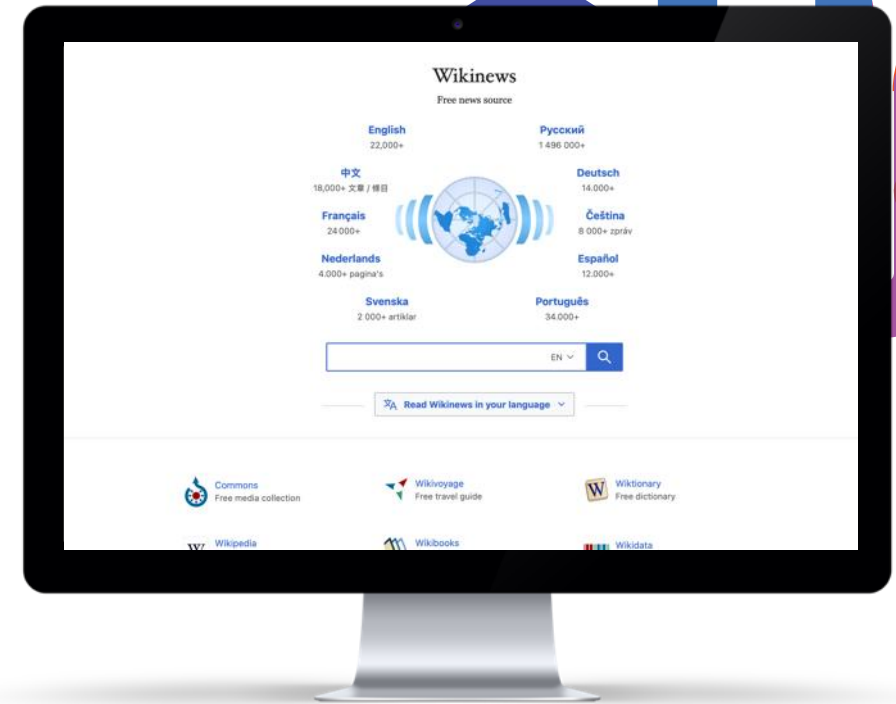 Wikinews
Free news source
English
22,000+
Русский
1 496 000+
中文
18,000+ 文章 / 條目
Deutsch
14.000+
Français
24 000+
Čeština
8 000+ zpráv
Nederlands
4.000+ pagina's
Español
12.000+
Svenska
2 000+ artiklar
Português
34.000+
EN
Read Wikinews in your language
Commons
Free media collection
Wikivoyage
Free travel guide
Wiktionary
Free dictionary
Wikipedia
Wikibooks
Wikidata